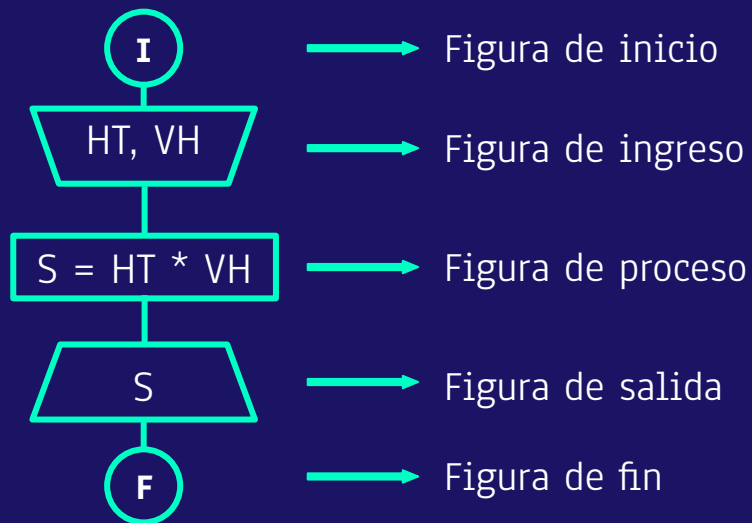 I
Figura de inicio
HT, VH
Figura de ingreso
S = HT * VH
Figura de proceso
S
Figura de salida
F
Figura de fin